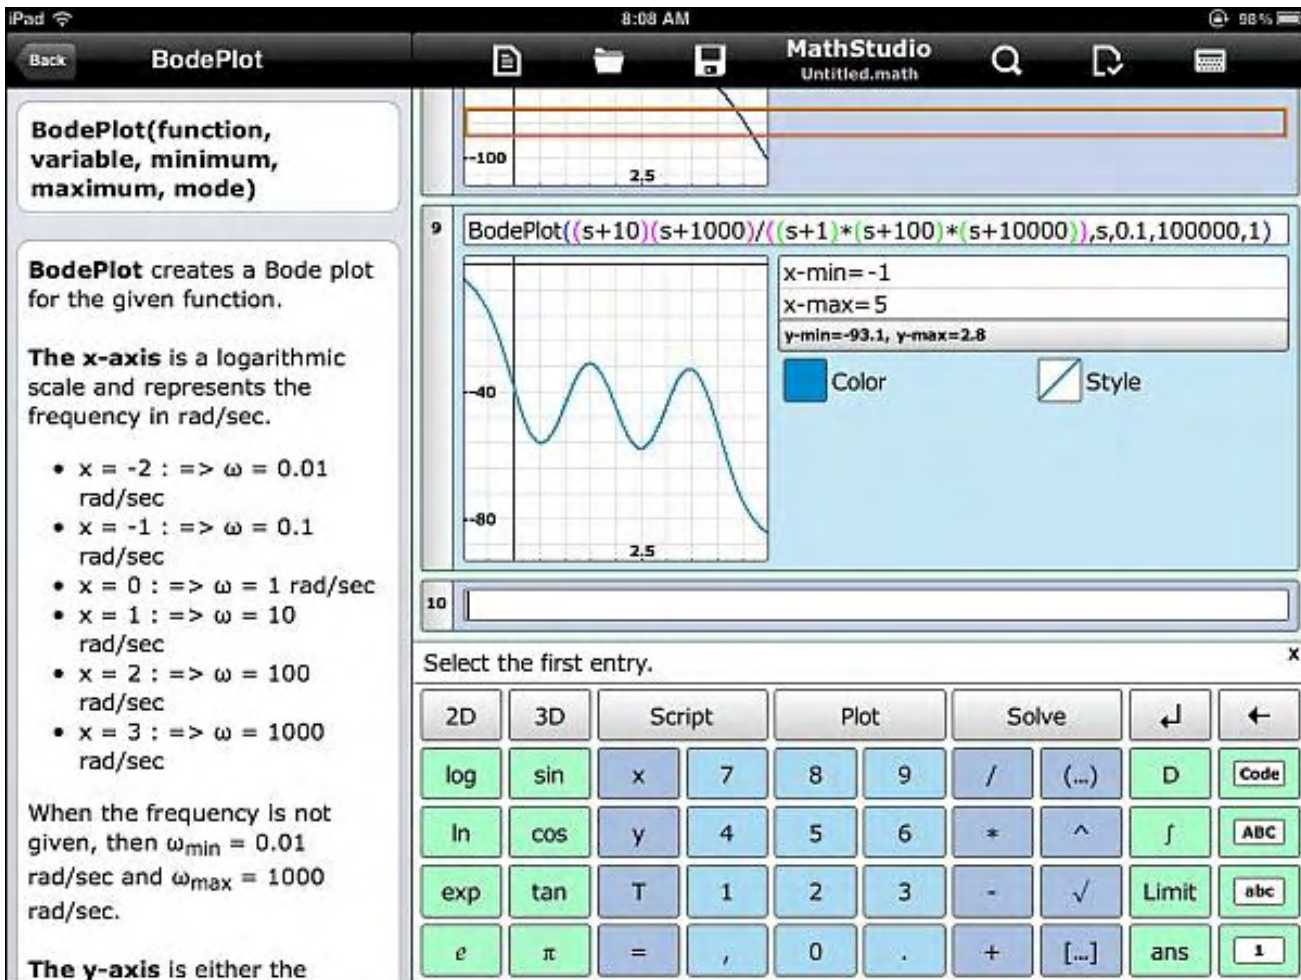 iPad 8:08 AM 98%
Back BodePlot
MathStudio
Untitled.math
BodePlot(function,
variable, minimum,
maximum, mode)
BodePlot creates a Bode plot
for the given function.
The x-axis is a logarithmic
scale and represents the
frequency in rad/sec.
• x = -2 : => ω = 0.01
rad/sec
• x = -1 : => ω = 0.1
rad/sec
• x = 0 : => ω = 1 rad/sec
• x = 1 : => ω = 10
rad/sec
• x = 2 : => ω = 100
rad/sec
• x = 3 : => ω = 1000
rad/sec
When the frequency is not
given, then ωmin = 0.01
rad/sec and ωmax = 1000
rad/sec.
The y-axis is either the
-100
2.5
9
BodePlot((s+10)(s+1000)/((s+1)*(s+100)*(s+10000)),s,0.1,100000,1)
x-min=-1
x-max=5
y-min=-93.1, y-max=2.8
Color Style
-40
-80
2.5
10
Select the first entry. x
2D 3D Script Plot Solve ↲ ←
log sin x 7 8 9 / (...) D Code
ln cos y 4 5 6 * ^ ∫ ABC
exp tan T 1 2 3 - √ Limit abc
e π = , 0 . + [...] ans 1